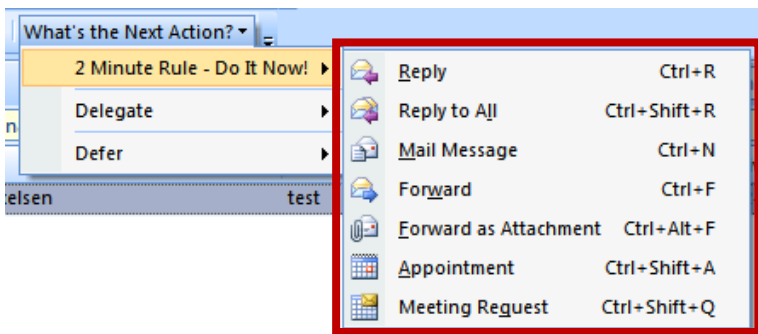 What's the Next Action?
2 Minute Rule - Do It Now!
Delegate
Defer
telsen test
Reply Ctrl+R
Reply to All Ctrl+Shift+R
Mail Message Ctrl+N
Forward Ctrl+F
Forward as Attachment Ctrl+Alt+F
Appointment Ctrl+Shift+A
Meeting Request Ctrl+Shift+Q